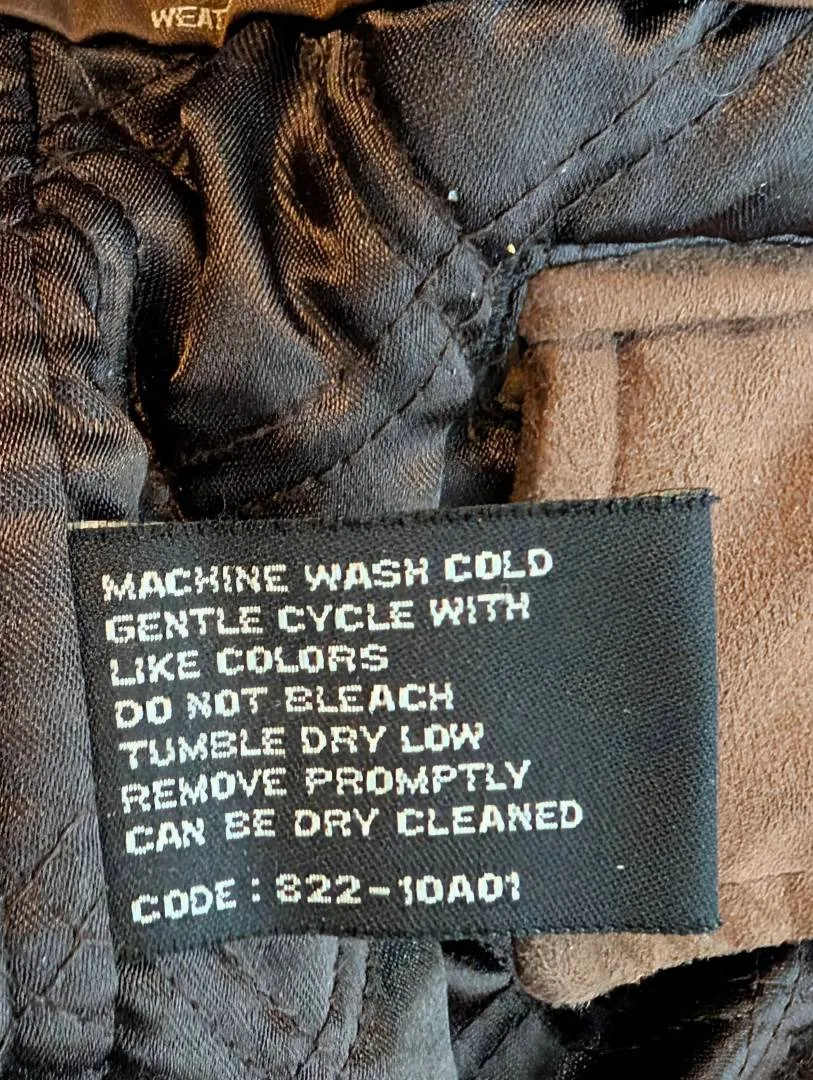 WEAT
MACHINE WASH COLD
GENTLE CYCLE WITH
LIKE COLORS
DO NOT BLEACH
TUMBLE DRY LOW
REMOVE PROMPTLY
CAN BE DRY CLEANED
CODE : 822-10A01